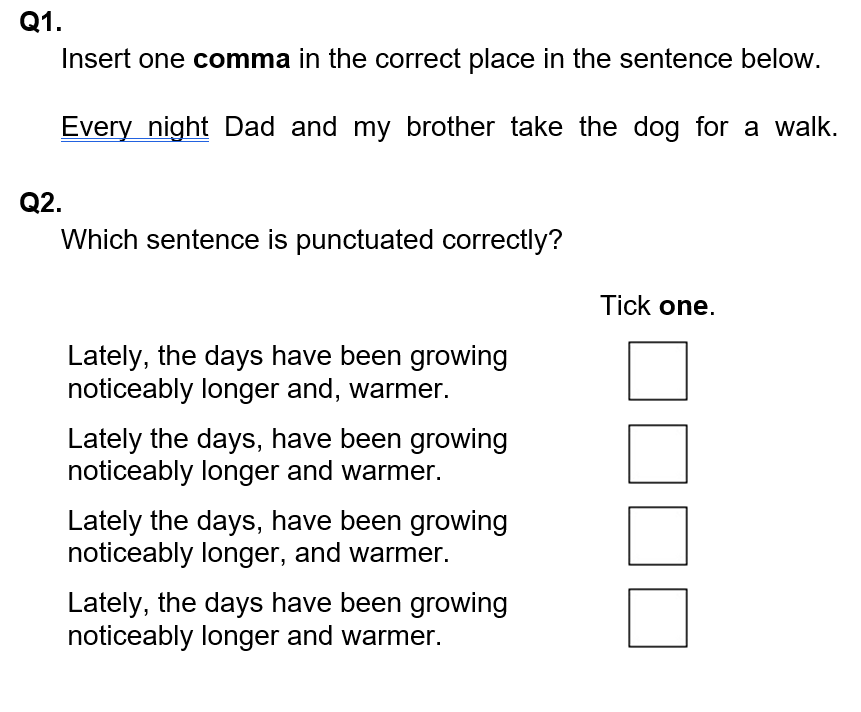 Q1.
Insert one comma in the correct place in the sentence below.
Every night Dad and my brother take the dog for a walk.
Q2.
Which sentence is punctuated correctly?
Tick one.
Lately, the days have been growing
noticeably longer and, warmer.
Lately the days, have been growing
noticeably longer and warmer.
Lately the days, have been growing
noticeably longer, and warmer.
Lately, the days have been growing
noticeably longer and warmer.